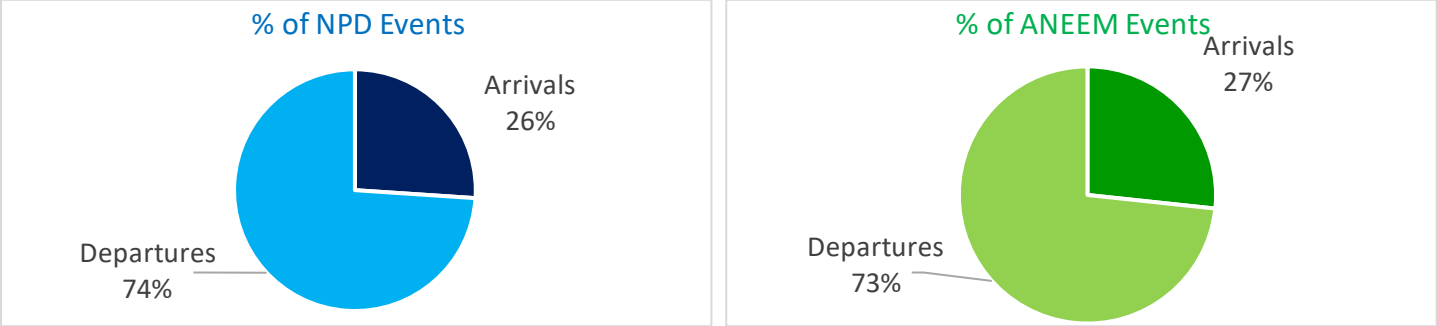 % of NPD Events
Arrivals
26%
Departures
74%
% of ANEEM Events
Arrivals
27%
Departures
73%